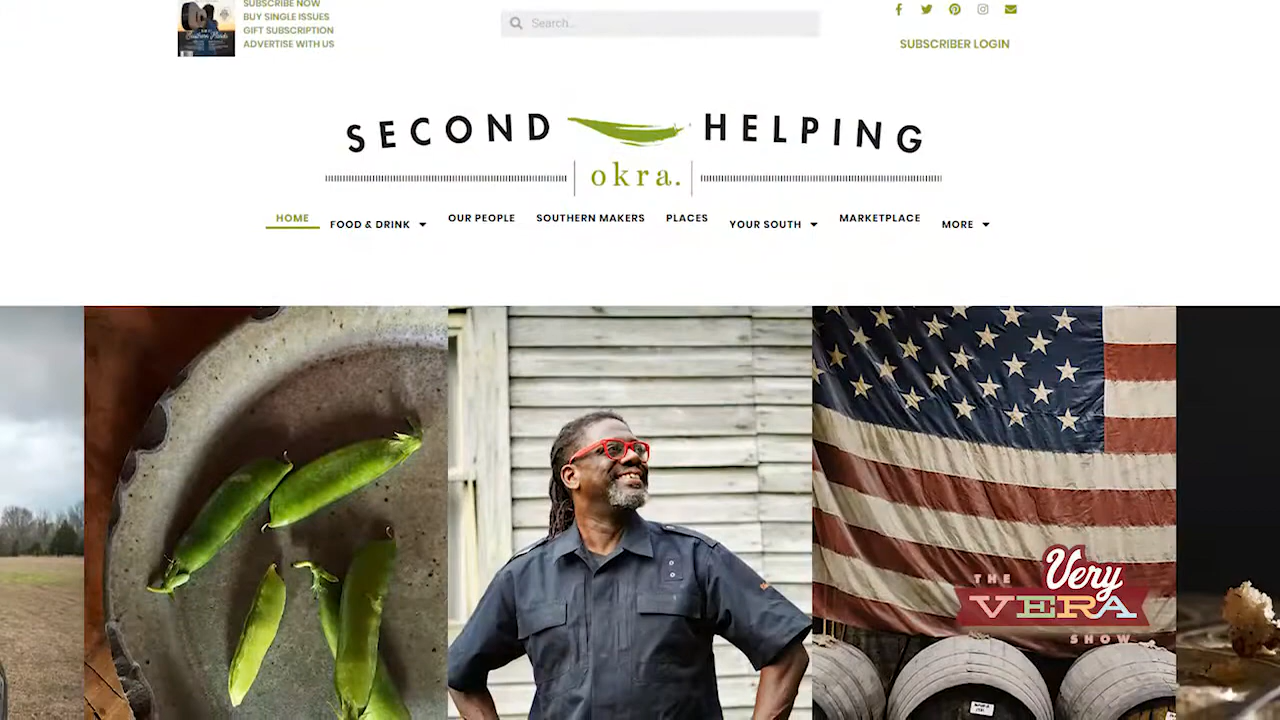 SUBSCRIBE NOW
BUY SINGLE ISSUES
GIFT SUBSCRIPTION
ADVERTISE WITH US
Search...
SUBSCRIBER LOGIN
SECOND HELPING
okra.
HOME
FOOD & DRINK
OUR PEOPLE
SOUTHERN MAKERS
PLACES
YOUR SOUTH
MARKETPLACE
MORE
THE Very
VERA
SHOW